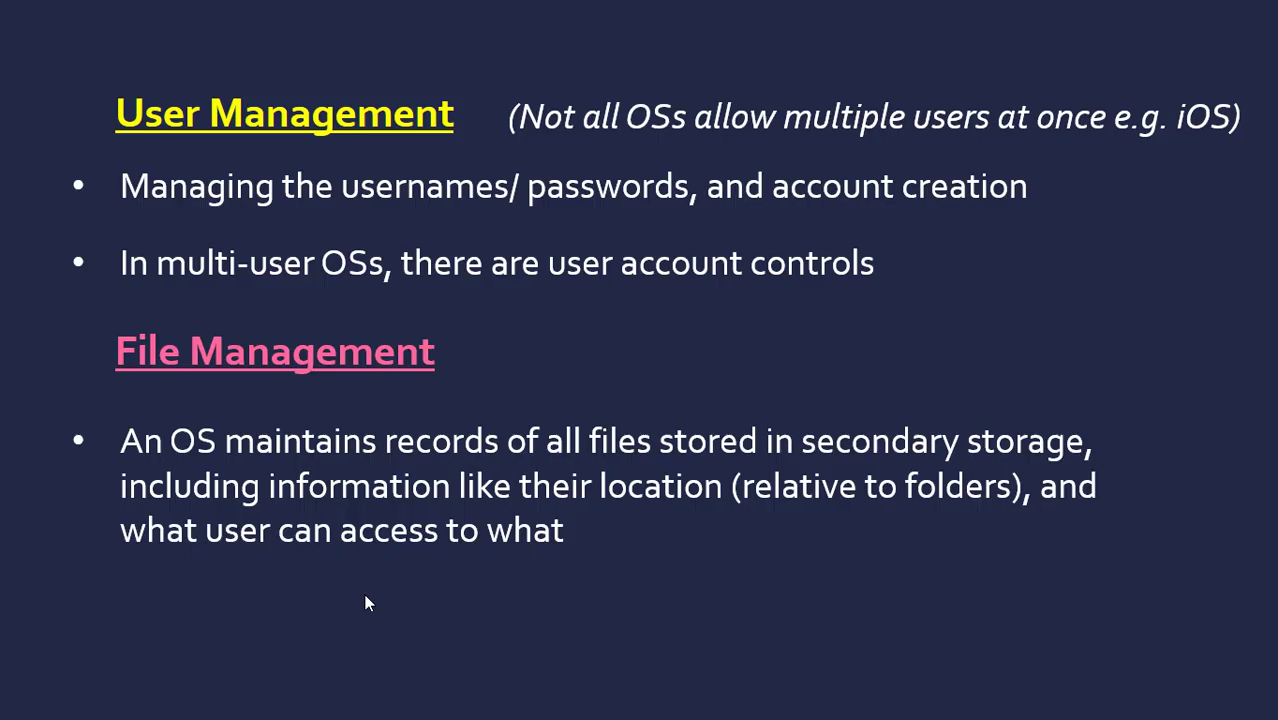 User Management (Not all OSs allow multiple users at once e.g. iOS)
• Managing the usernames/ passwords, and account creation
• In multi-user OSs, there are user account controls
File Management
• An OS maintains records of all files stored in secondary storage,
including information like their location (relative to folders), and
what user can access to what